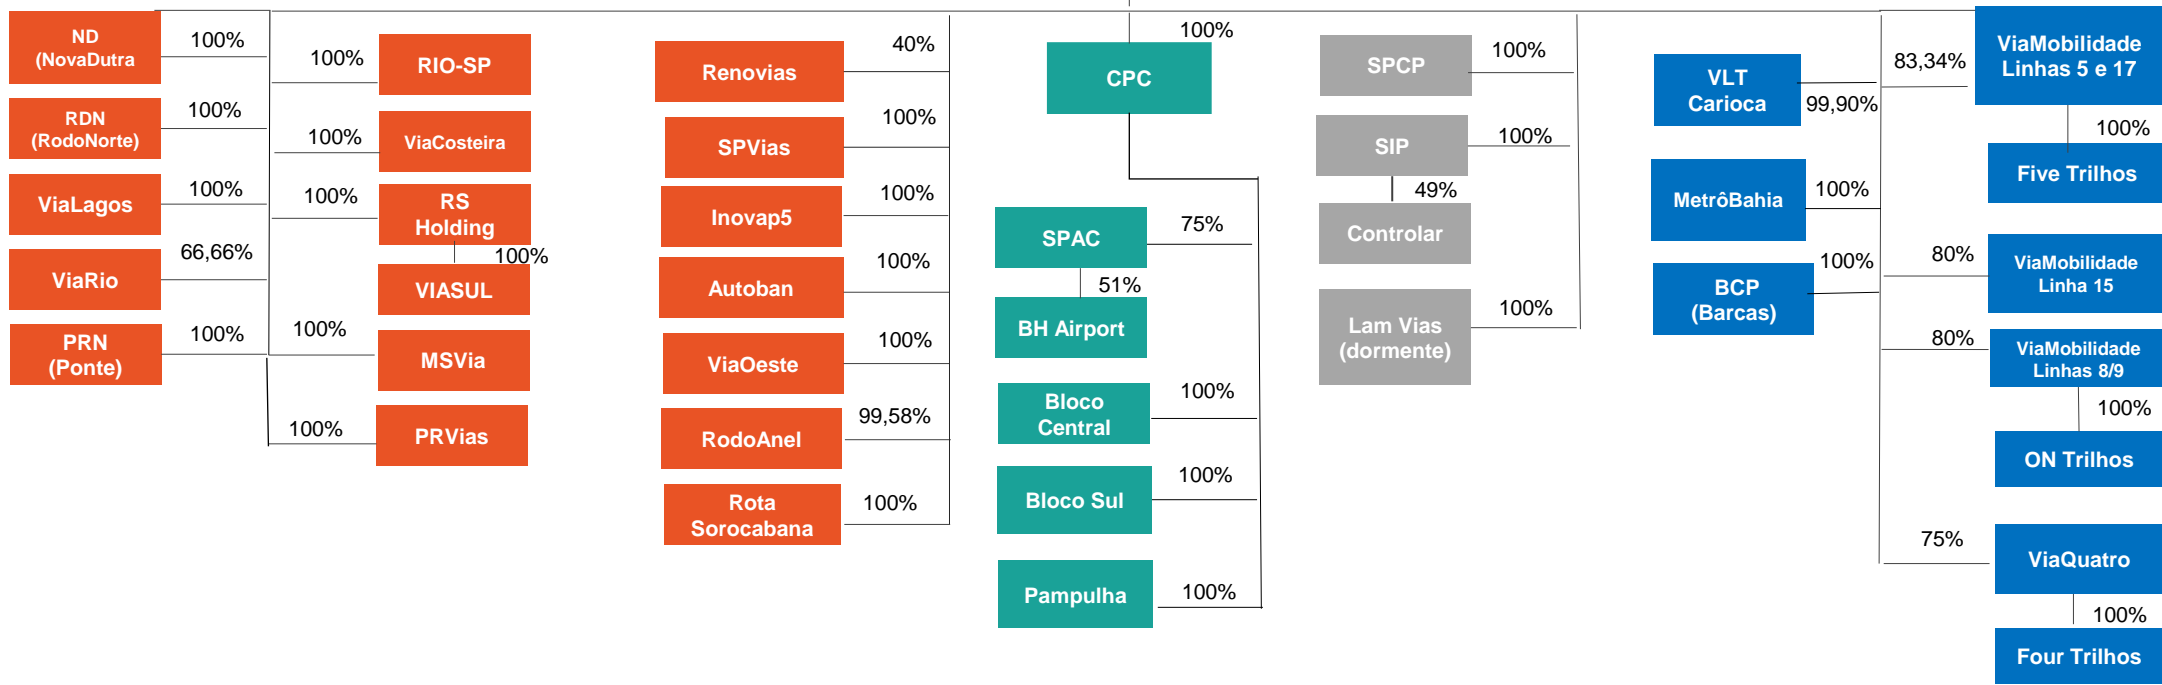 ND
(NovaDutra
100%
RDN
(RodoNorte)
100%
ViaLagos
100%
ViaRio
66,66%
PRN
(Ponte)
100%
100%
RIO-SP
100%
ViaCosteira
100%
RS
Holding
100%
VIASUL
100%
MSVia
100%
PRVias
Renovias
40%
SPVias
100%
Inovap5
100%
Autoban
100%
ViaOeste
100%
RodoAnel
99,58%
Rota
Sorocabana
100%
100%
CPC
SPAC
75%
51%
BH Airport
Bloco
Central
100%
Bloco Sul
100%
Pampulha
100%
SPCP
100%
SIP
100%
49%
Controlar
Lam Vias
(dormente)
100%
VLT
Carioca
99,90%
MetrôBahia
100%
BCP
(Barcas)
100%
83,34%
ViaMobilidade
Linhas 5 e 17
100%
Five Trilhos
80%
ViaMobilidade
Linha 15
80%
ViaMobilidade
Linhas 8/9
100%
ON Trilhos
75%
ViaQuatro
100%
Four Trilhos